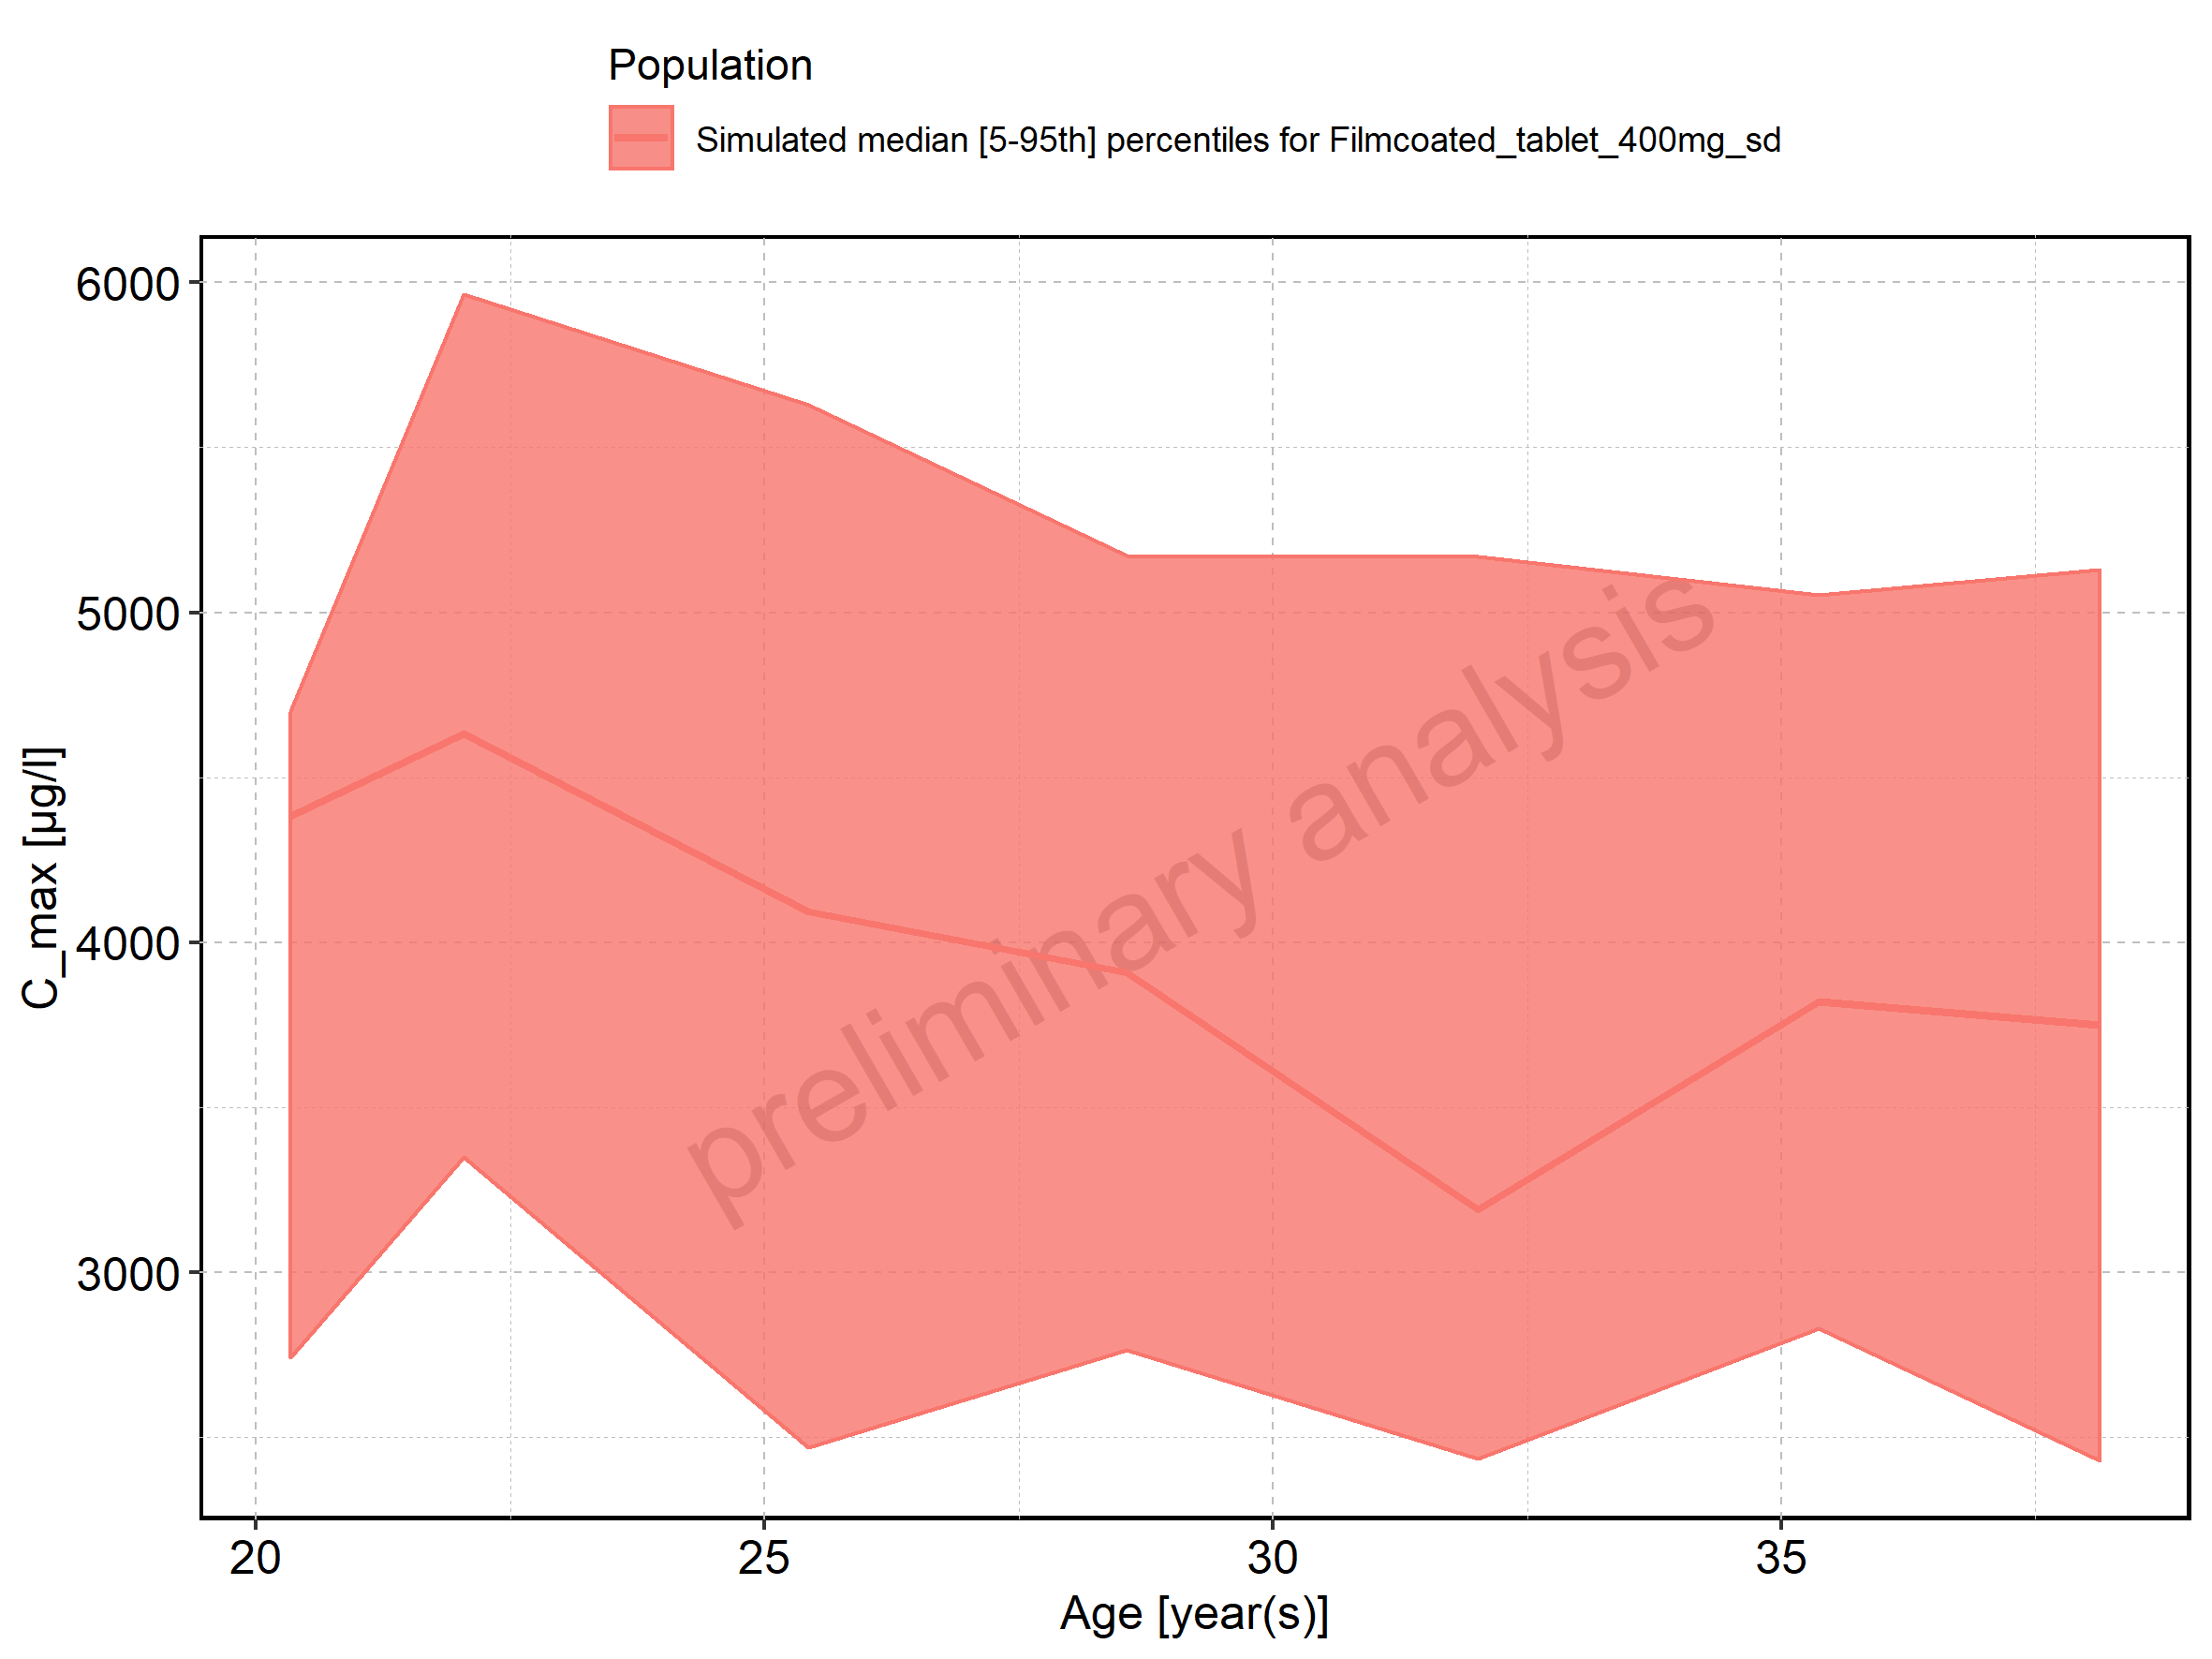 Population
Simulated median [5-95th] percentiles for Filmcoated_tablet_400mg_sd
6000
5000
4000
3000
C_max [µg/l]
preliminary analysis
20 25 30 35
Age [year(s)]